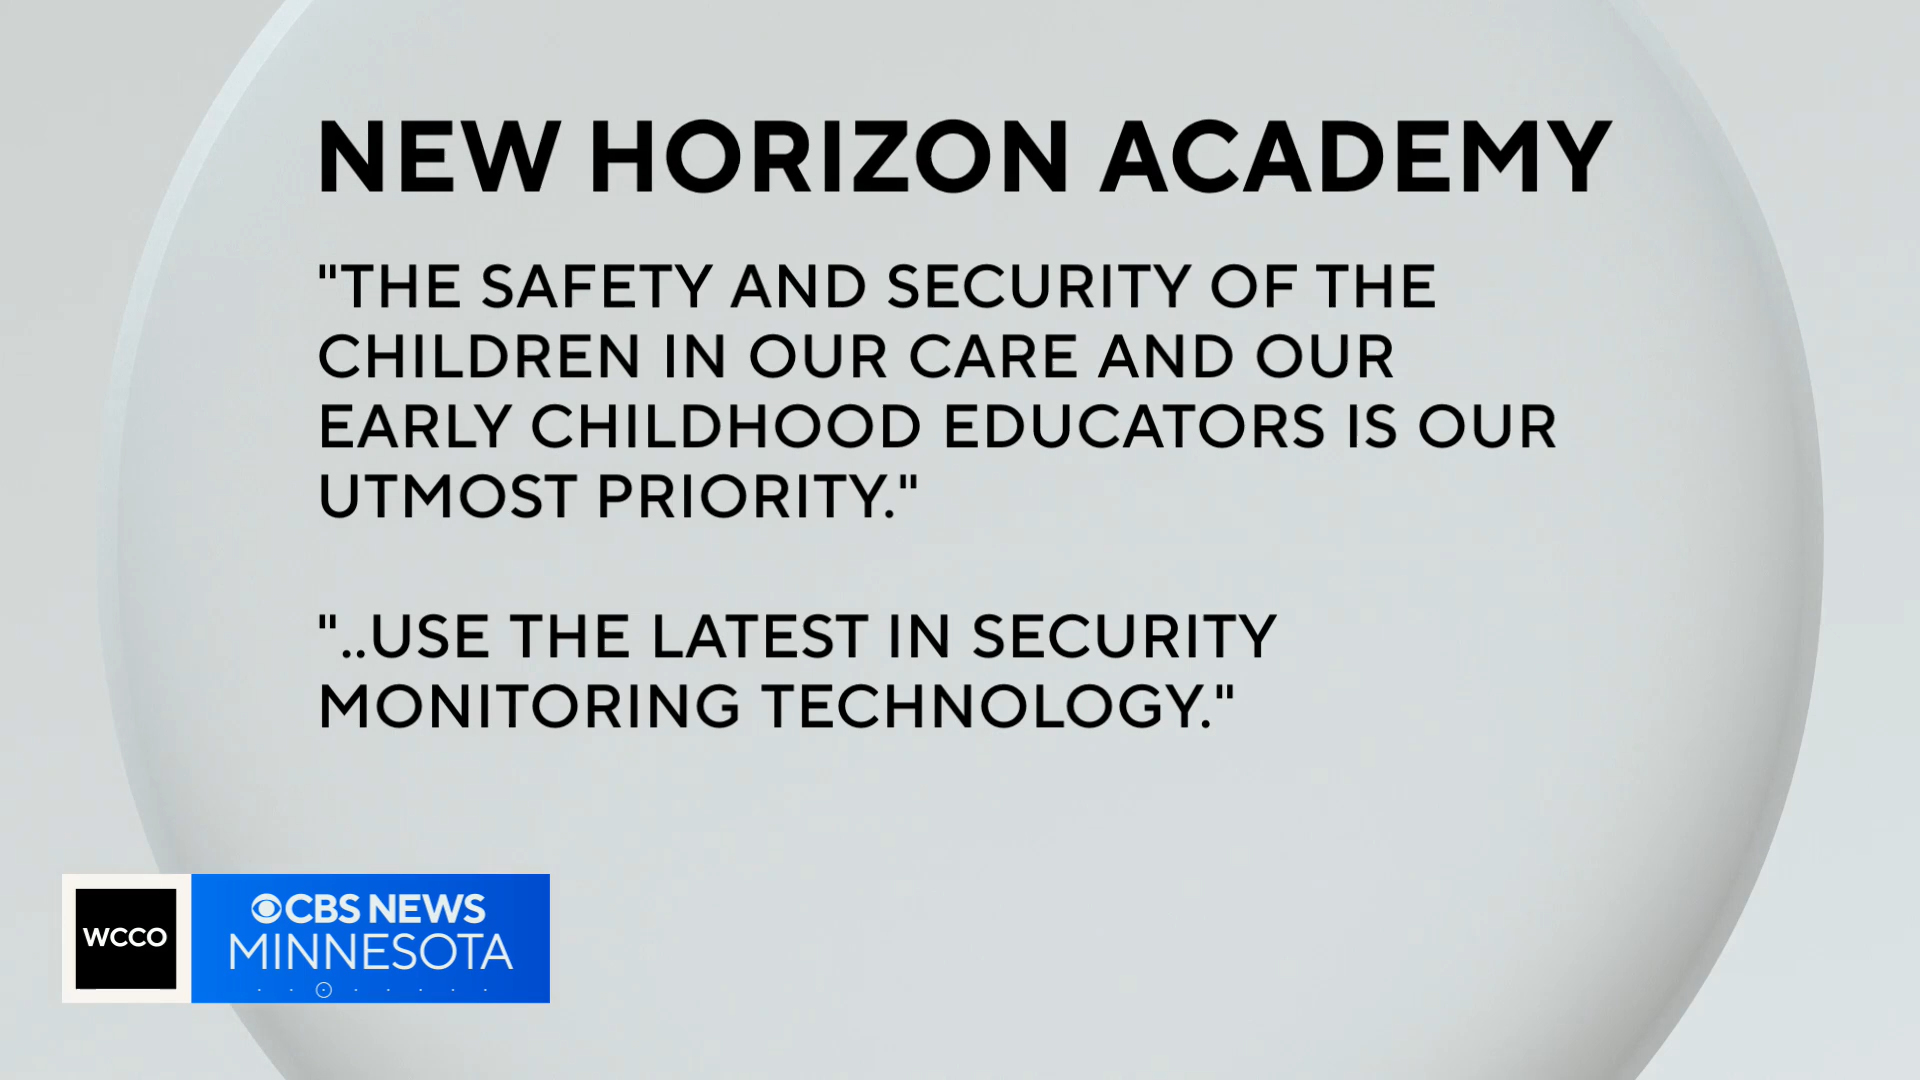 NEW HORIZON ACADEMY
"THE SAFETY AND SECURITY OF THE
CHILDREN IN OUR CARE AND OUR
EARLY CHILDHOOD EDUCATORS IS OUR
UTMOST PRIORITY."
"..USE THE LATEST IN SECURITY
MONITORING TECHNOLOGY."
WCCO
CBS NEWS
MINNESOTA